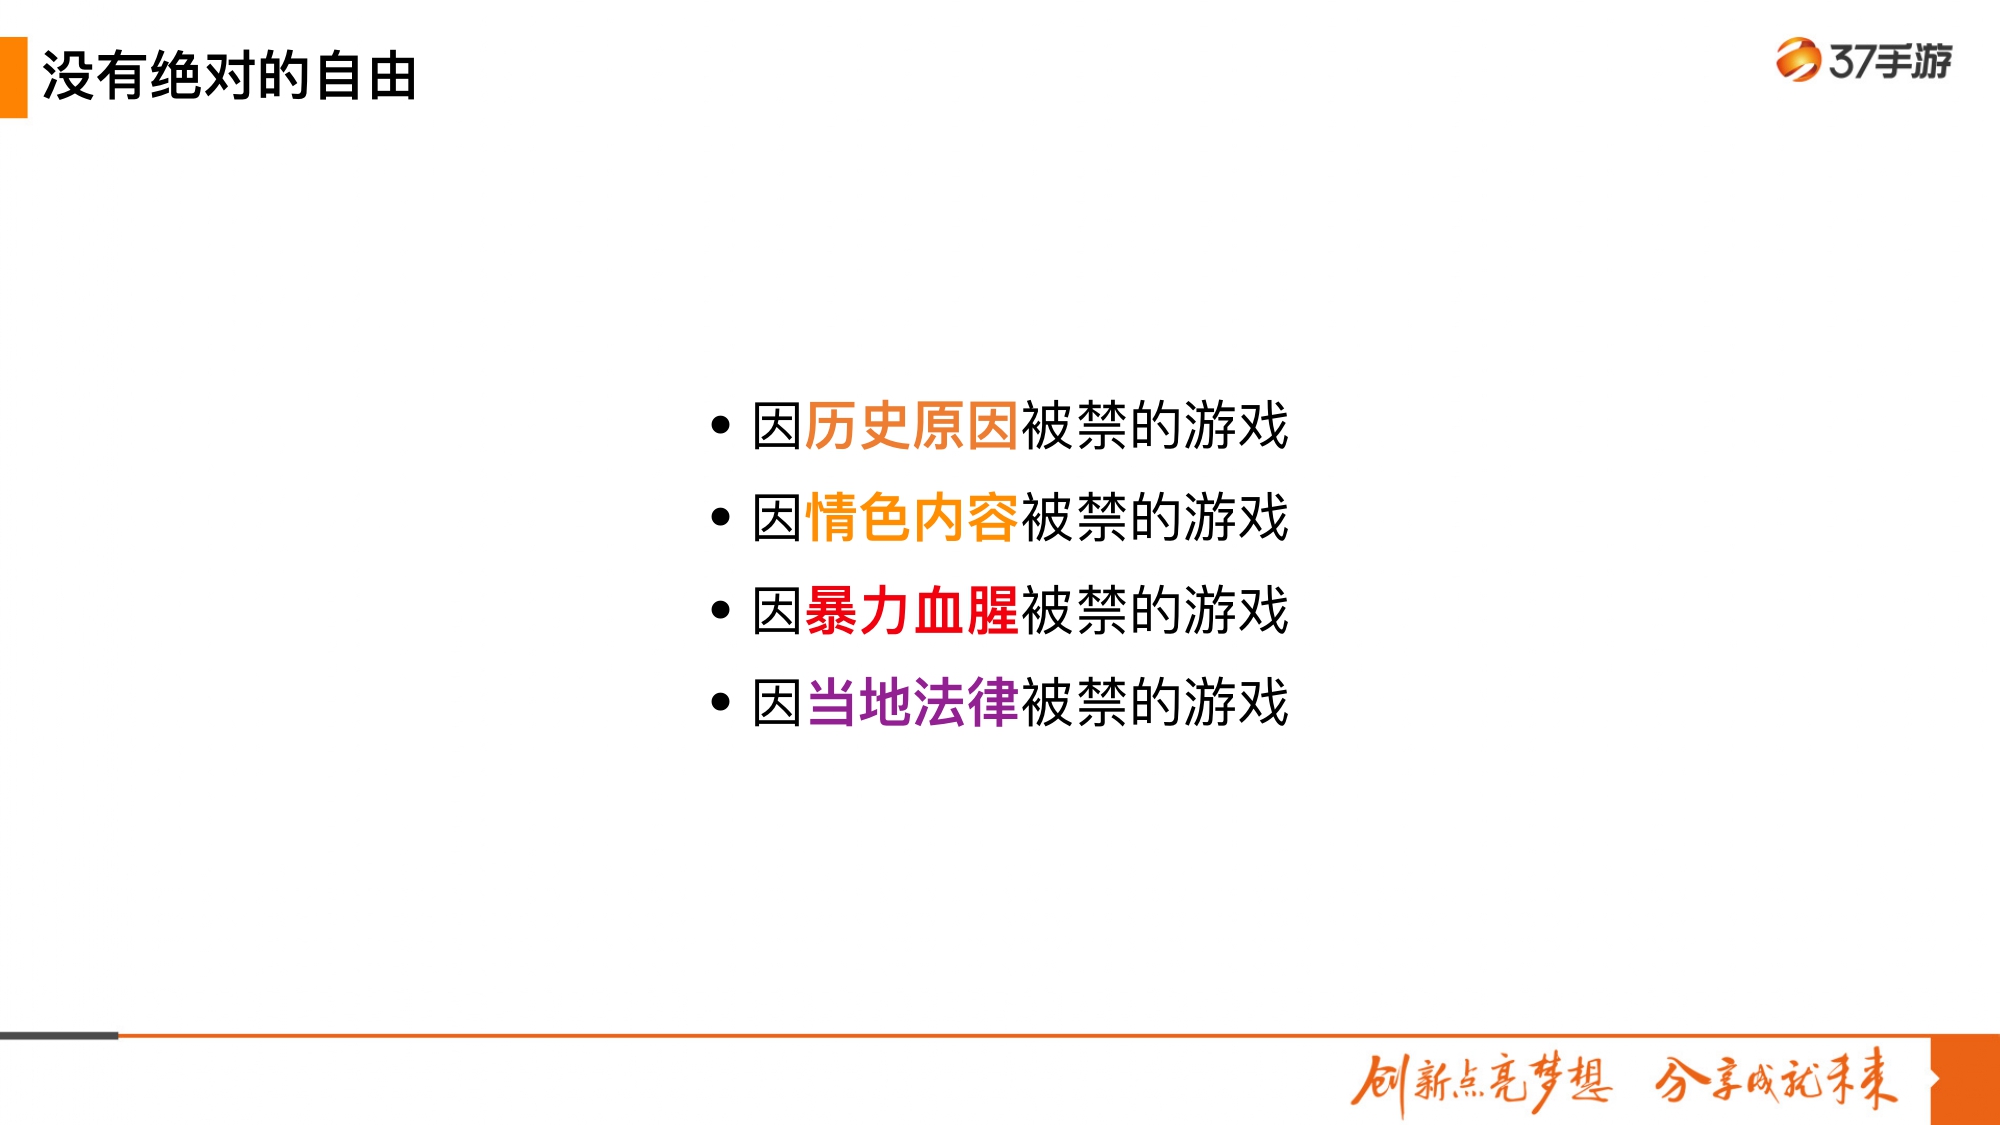 没有绝对的自由
37手游
• 因历史原因被禁的游戏
• 因情色内容被禁的游戏
• 因暴力血腥被禁的游戏
• 因当地法律被禁的游戏
创新点亮梦想 分享成就未来